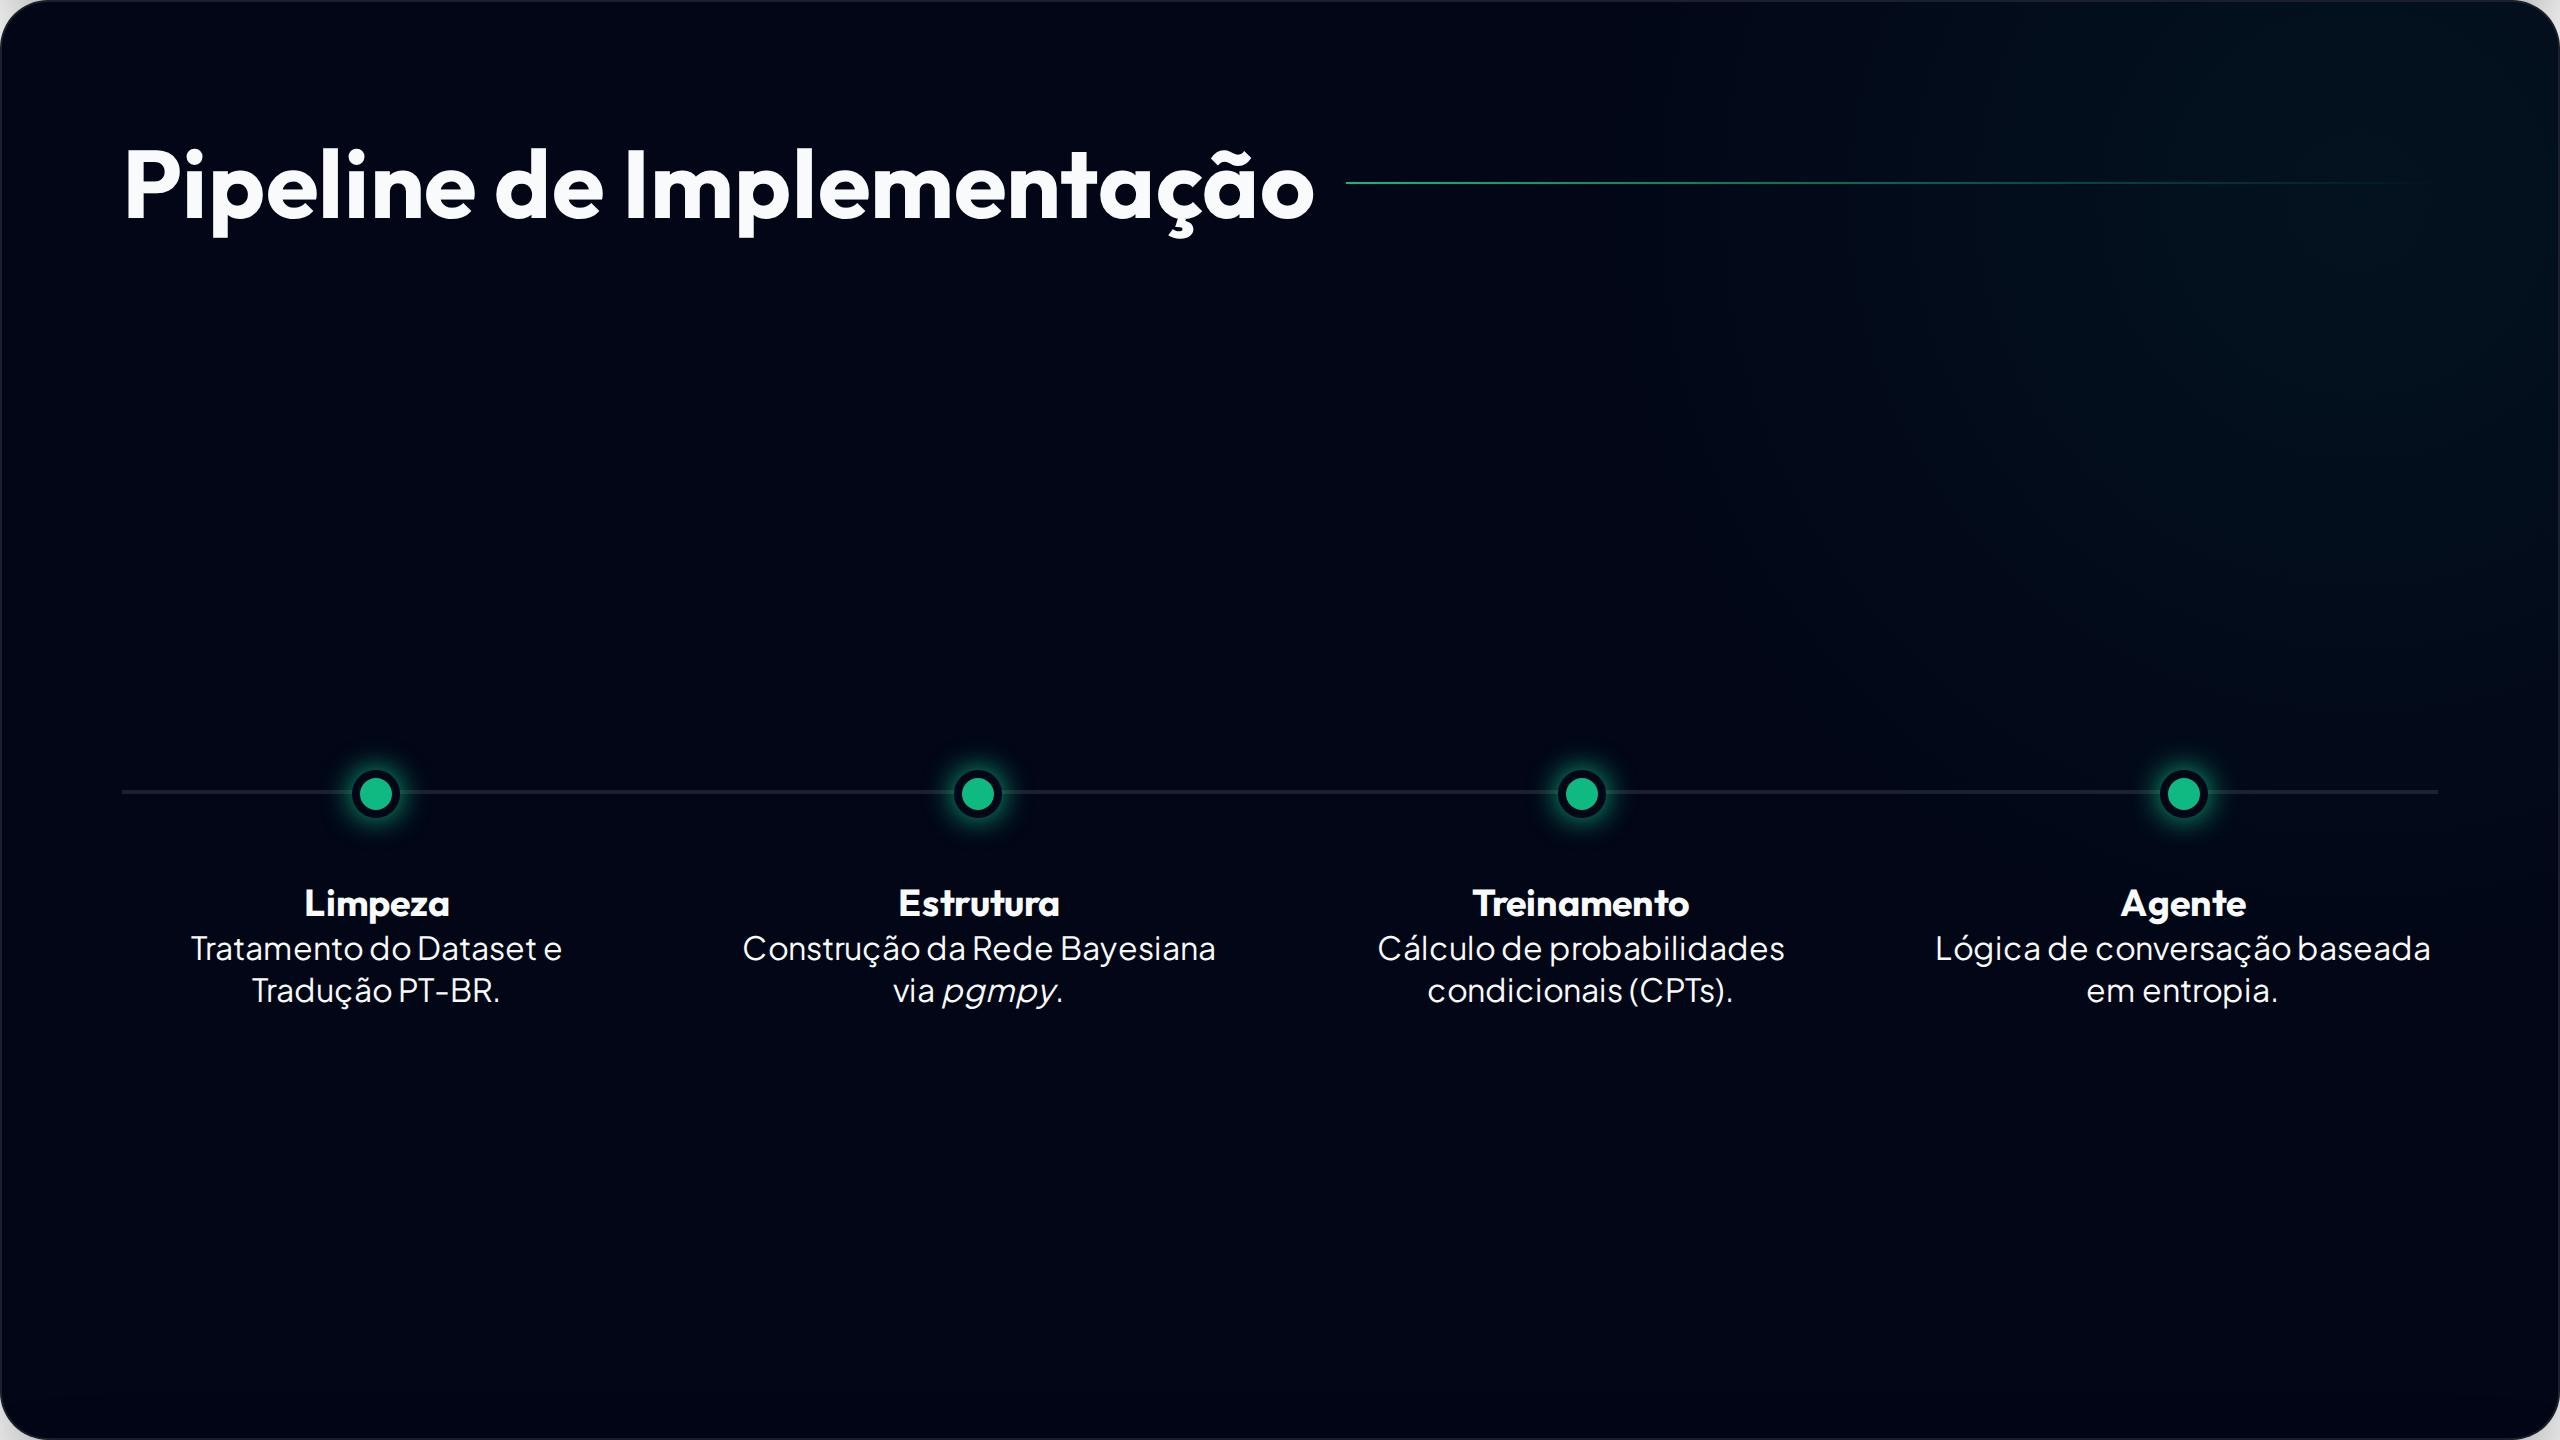 Pipeline de Implementação
Limpeza
Tratamento do Dataset e
Tradução PT-BR.
Estrutura
Construção da Rede Bayesiana
via pgmpy.
Treinamento
Cálculo de probabilidades
condicionais (CPTs).
Agente
Lógica de conversação baseada
em entropia.